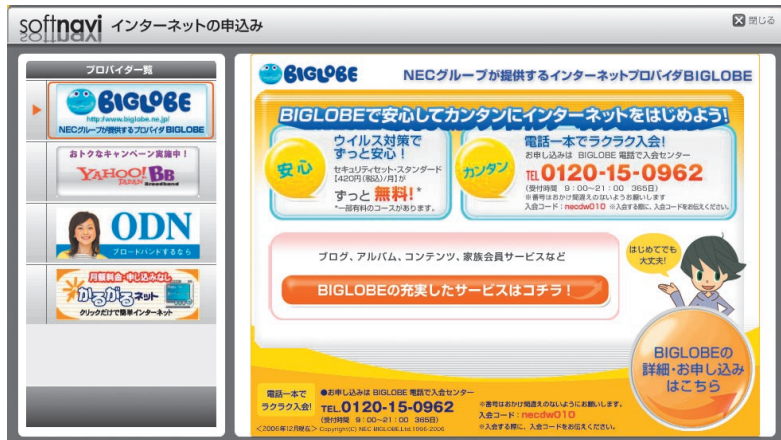 softnavi インターネットの申込み
閉じる
プロバイダ一覧
BIGLOBE
http://www.biglobe.ne.jp/
NECグループが提供するプロバイダ BIGLOBE
おトクなキャンペーン実施中！
YAHOO! BB
JAPAN Broadband
ODN
ブロードバンドするなら
月額料金・申し込みなし
かるがるネット
クリックだけで簡単インターネット
BIGLOBE NECグループが提供するインターネットプロバイダBIGLOBE
BIGLOBEで安心してカンタンにインターネットをはじめよう!
安心
ウイルス対策で
ずっと安心！
セキュリティセット・スタンダード
[420円(税込)/月]が
ずっと 無料!*
*一部有料のコースがあります。
カンタン
電話一本でラクラク入会!
お申し込みは BIGLOBE 電話で入会センター
TEL 0120-15-0962
(受付時間 9：00~21：00 365日)
※番号はおかけ間違えのないようお願いします
入会コード：necdw010 ※入会する際に、入会コードをお伝えください。
ブログ、アルバム、コンテンツ、家族会員サービスなど
BIGLOBEの充実したサービスはコチラ！
はじめてでも
大丈夫!
BIGLOBEの
詳細・お申し込み
はこちら
電話一本で
ラクラク入会!
●お申し込みは BIGLOBE 電話で入会センター
TEL.0120-15-0962
(受付時間 9：00~21：00 365日)
※番号はおかけ間違えのないようにお願いします。
入会コード：necdw010
※入会する際に、入会コードをお伝えください。
<2006年12月現在> Copyright(C) NEC BIGLOBE,Ltd 1996-2006